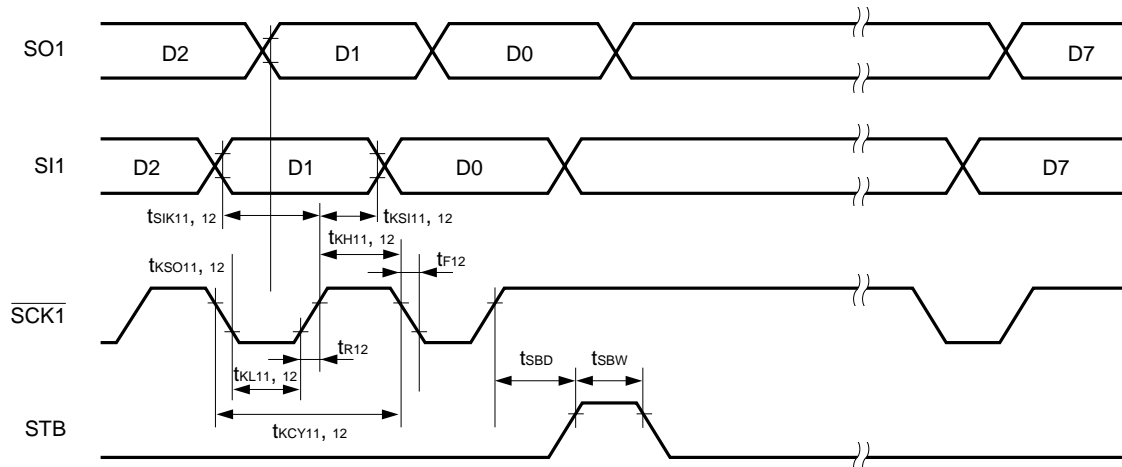 SO1
D2
D1
D0
D7
SI1
D2
D1
D0
D7
tSIK11, 12
tKSI11, 12
tKH11, 12
tKSO11, 12
tF12
SCK1
tR12
tKL11, 12
tSBD
tSBW
tKCY11, 12
STB